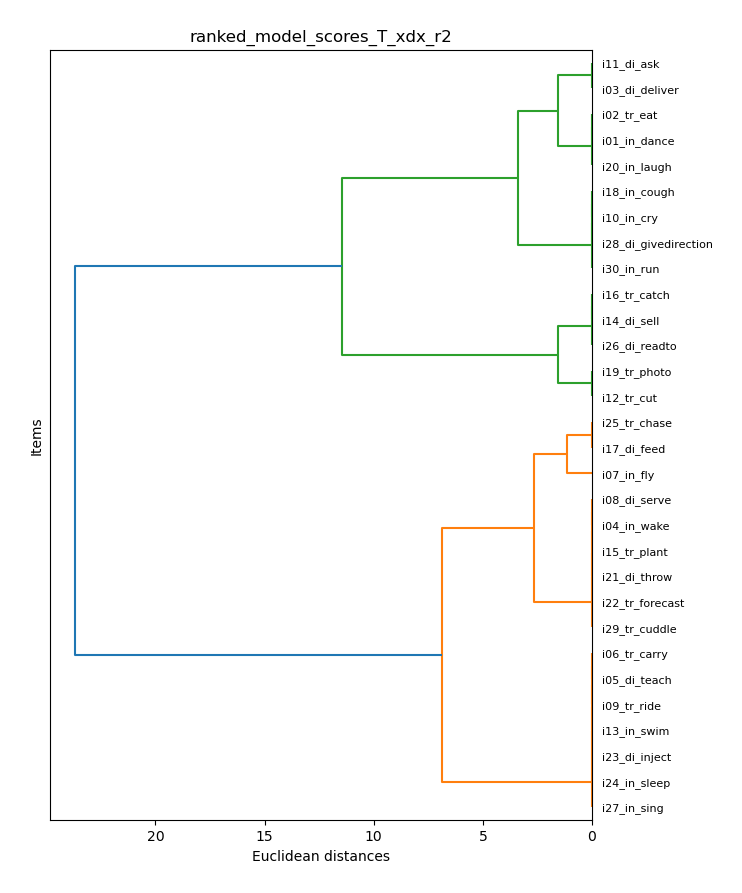 ranked_model_scores_T_xdx_r2
i11_di_ask
i03_di_deliver
i02_tr_eat
i01_in_dance
i20_in_laugh
i18_in_cough
i10_in_cry
i28_di_givedirection
i30_in_run
i16_tr_catch
i14_di_sell
i26_di_readto
i19_tr_photo
i12_tr_cut
i25_tr_chase
i17_di_feed
i07_in_fly
i08_di_serve
i04_in_wake
i15_tr_plant
i21_di_throw
i22_tr_forecast
i29_tr_cuddle
i06_tr_carry
i05_di_teach
i09_tr_ride
i13_in_swim
i23_di_inject
i24_in_sleep
i27_in_sing
Items
20 15 10 5 0
Euclidean distances